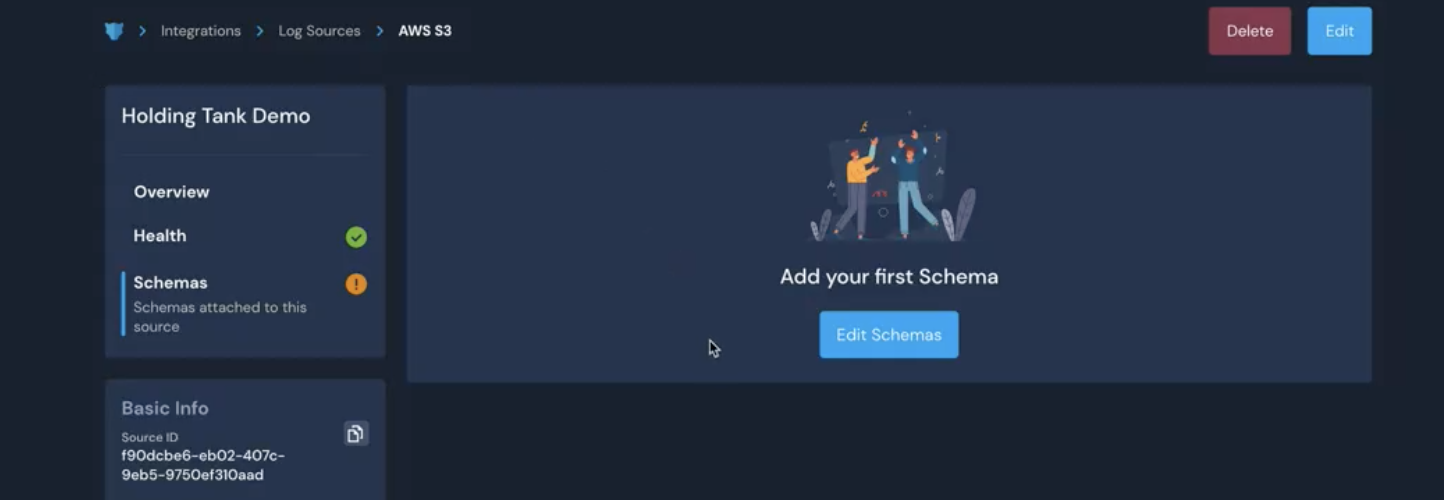 Integrations > Log Sources > AWS S3
Delete
Edit
Holding Tank Demo
Overview
Health
Schemas
Schemas attached to this
source
Add your first Schema
Edit Schemas
Basic Info
Source ID
f90dcbe6-eb02-407c-
9eb5-9750ef310aad